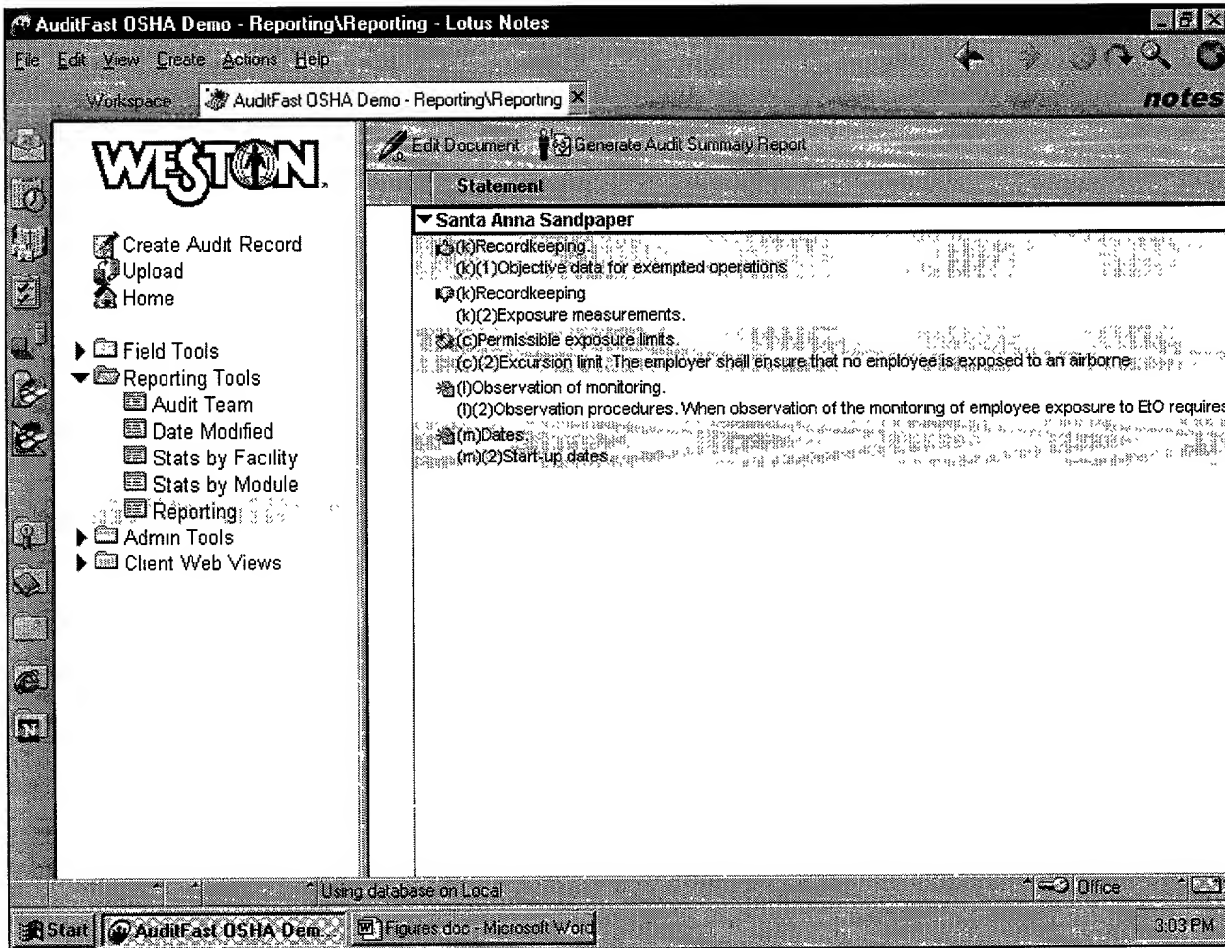 AuditFast OSHA Demo - Reporting\Reporting - Lotus Notes
File Edit View Create Actions Help
Workspace AuditFast OSHA Demo - Reporting\Reporting
notes
WESTON
Edit Document Generate Audit Summary Report
Statement
Create Audit Record
Upload
Home
Field Tools
Reporting Tools
Audit Team
Date Modified
Stats by Facility
Stats by Module
Reporting
Admin Tools
Client Web Views
Santa Anna Sandpaper
(k)Recordkeeping
(k)(1)Objective data for exempted operations
(k)Recordkeeping
(k)(2)Exposure measurements.
(c)Permissible exposure limits.
(c)(2)Excursion limit. The employer shall ensure that no employee is exposed to an airborne
(l)Observation of monitoring.
(l)(2)Observation procedures. When observation of the monitoring of employee exposure to EtO requires
(m)Dates.
(m)(2)Start-up dates.
Using database on Local
Office
Start AuditFast OSHA Dem... Figures.doc - Microsoft Word 3:03 PM